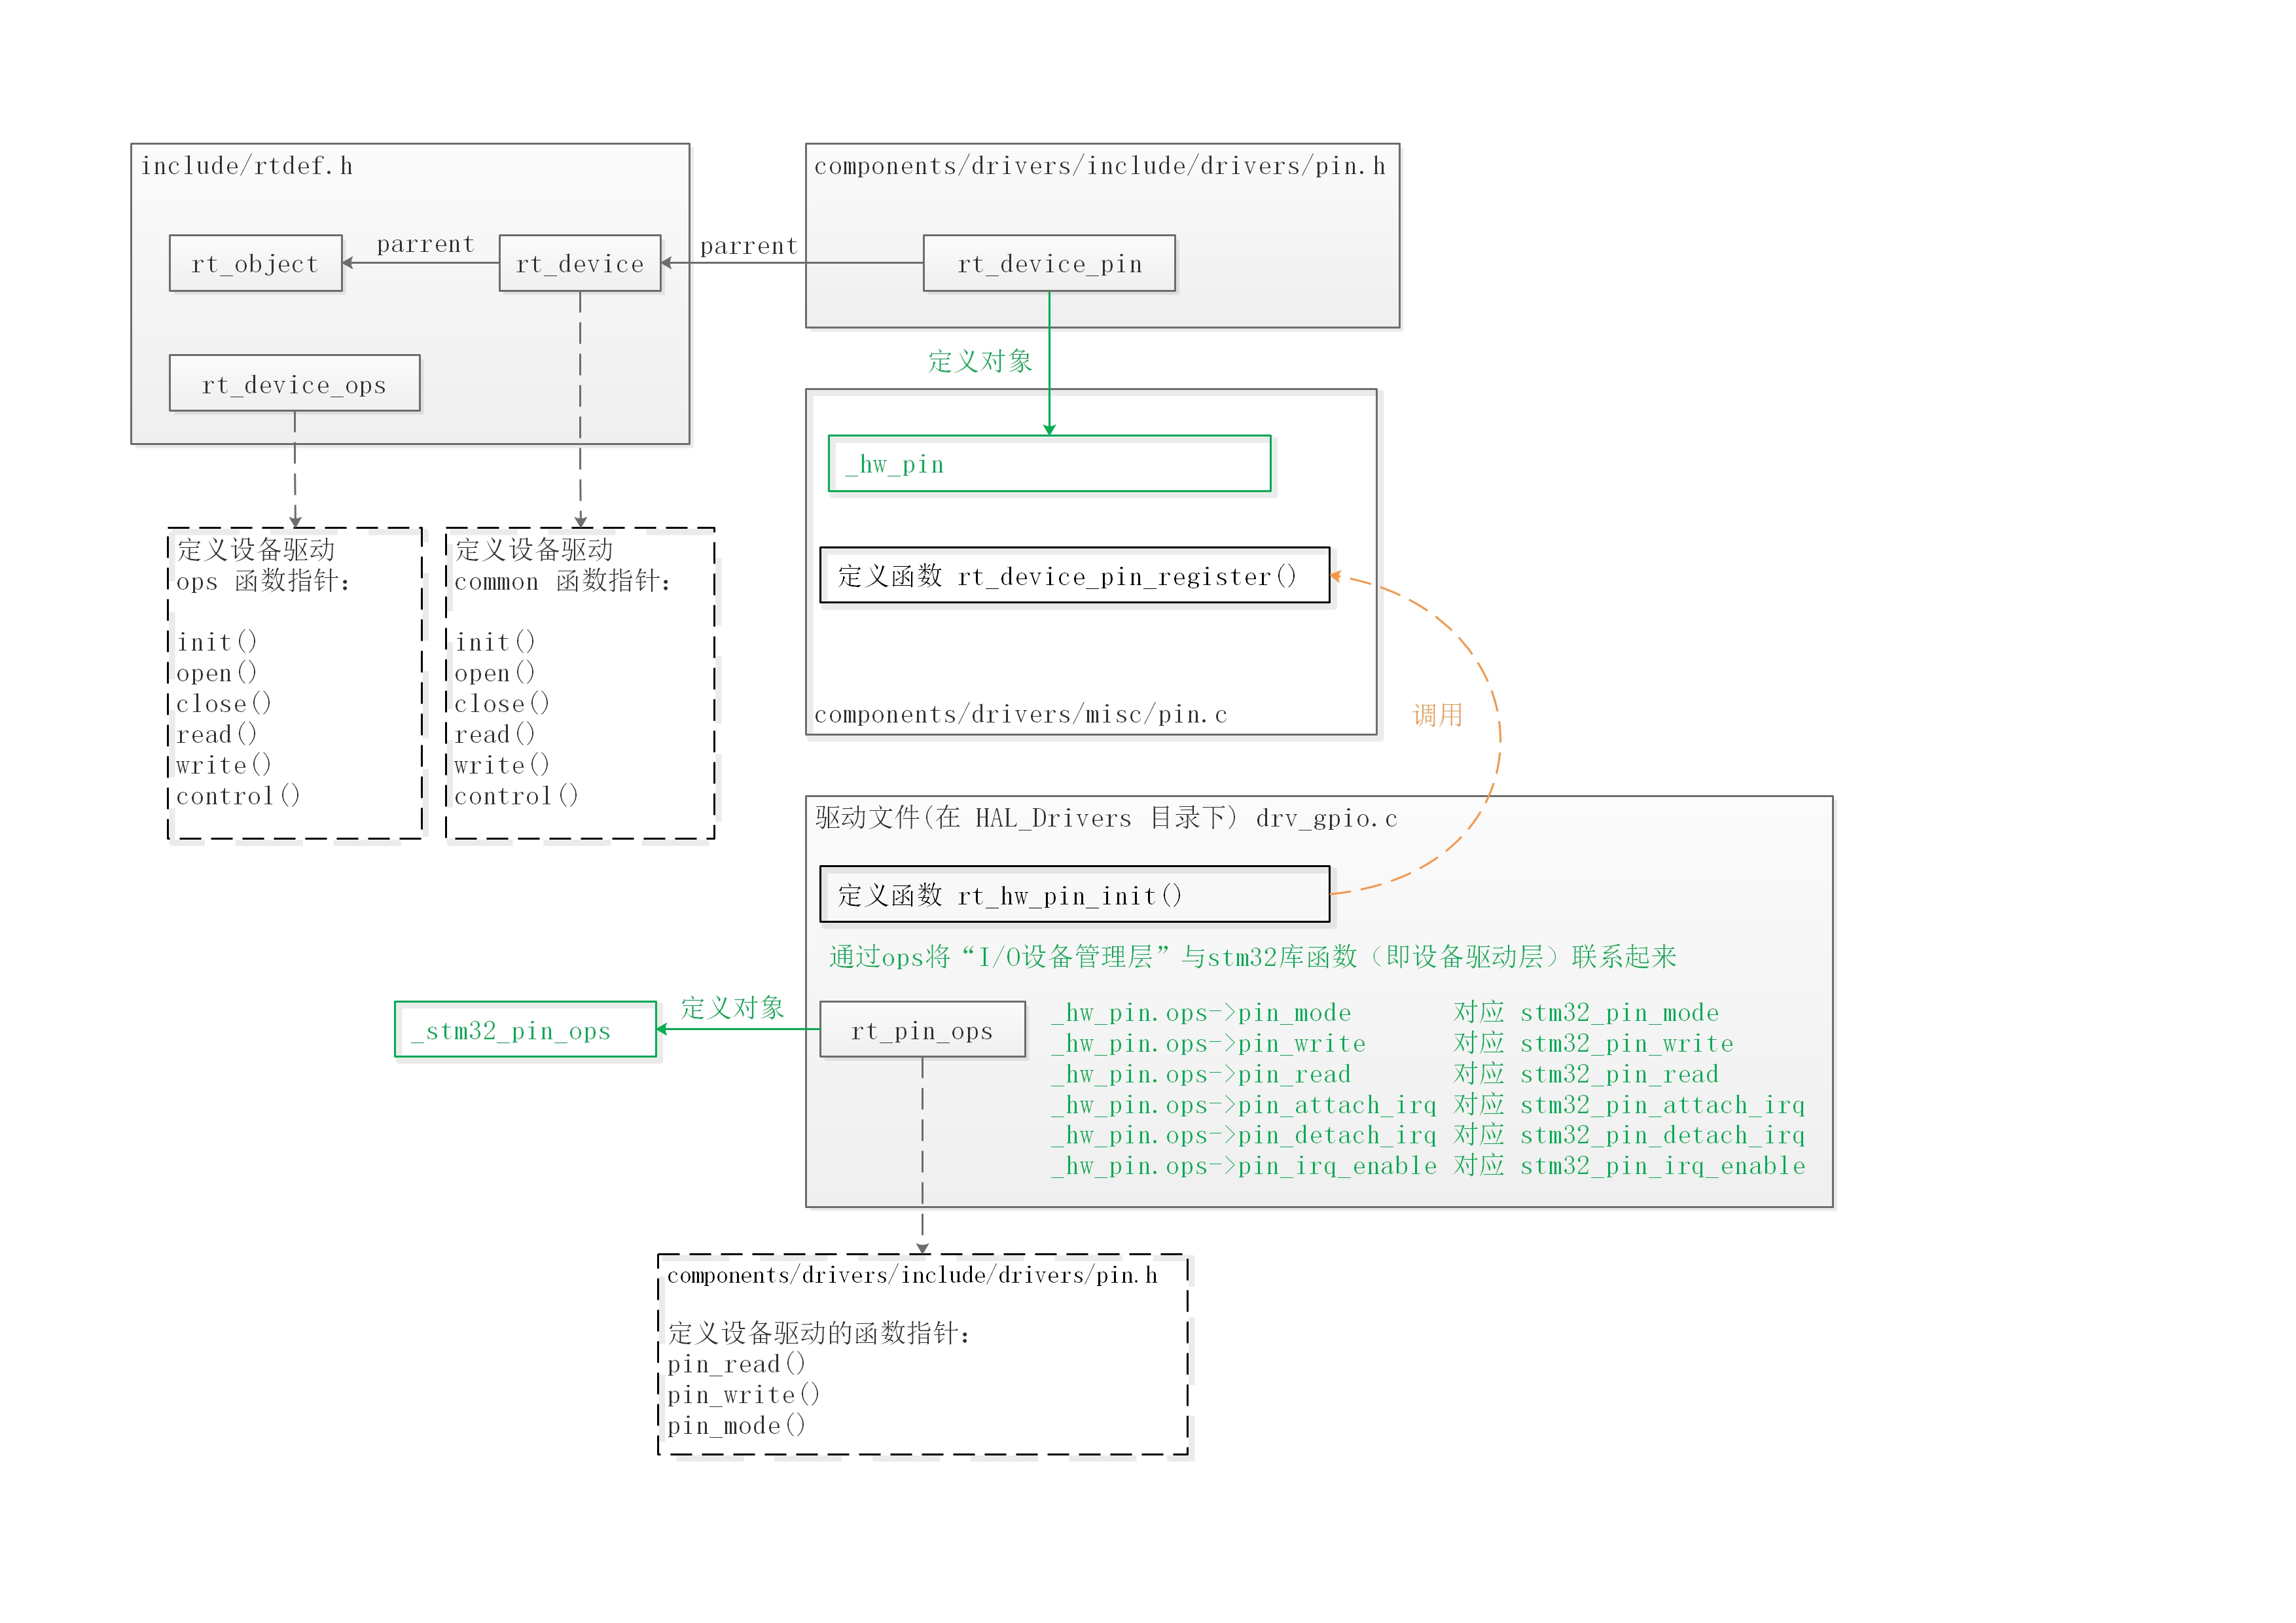 include/rtdef.h
rt_object
parrent
rt_device
parrent
rt_device_ops
定义设备驱动
ops 函数指针：
init()
open()
close()
read()
write()
control()
定义设备驱动
common 函数指针：
init()
open()
close()
read()
write()
control()
components/drivers/include/drivers/pin.h
rt_device_pin
定义对象
_hw_pin
定义函数 rt_device_pin_register()
components/drivers/misc/pin.c
调用
驱动文件(在 HAL_Drivers 目录下) drv_gpio.c
定义函数 rt_hw_pin_init()
通过ops将“I/O设备管理层”与stm32库函数（即设备驱动层）联系起来
_stm32_pin_ops
定义对象
rt_pin_ops
_hw_pin.ops->pin_mode 对应 stm32_pin_mode
_hw_pin.ops->pin_write 对应 stm32_pin_write
_hw_pin.ops->pin_read 对应 stm32_pin_read
_hw_pin.ops->pin_attach_irq 对应 stm32_pin_attach_irq
_hw_pin.ops->pin_detach_irq 对应 stm32_pin_detach_irq
_hw_pin.ops->pin_irq_enable 对应 stm32_pin_irq_enable
components/drivers/include/drivers/pin.h
定义设备驱动的函数指针：
pin_read()
pin_write()
pin_mode()